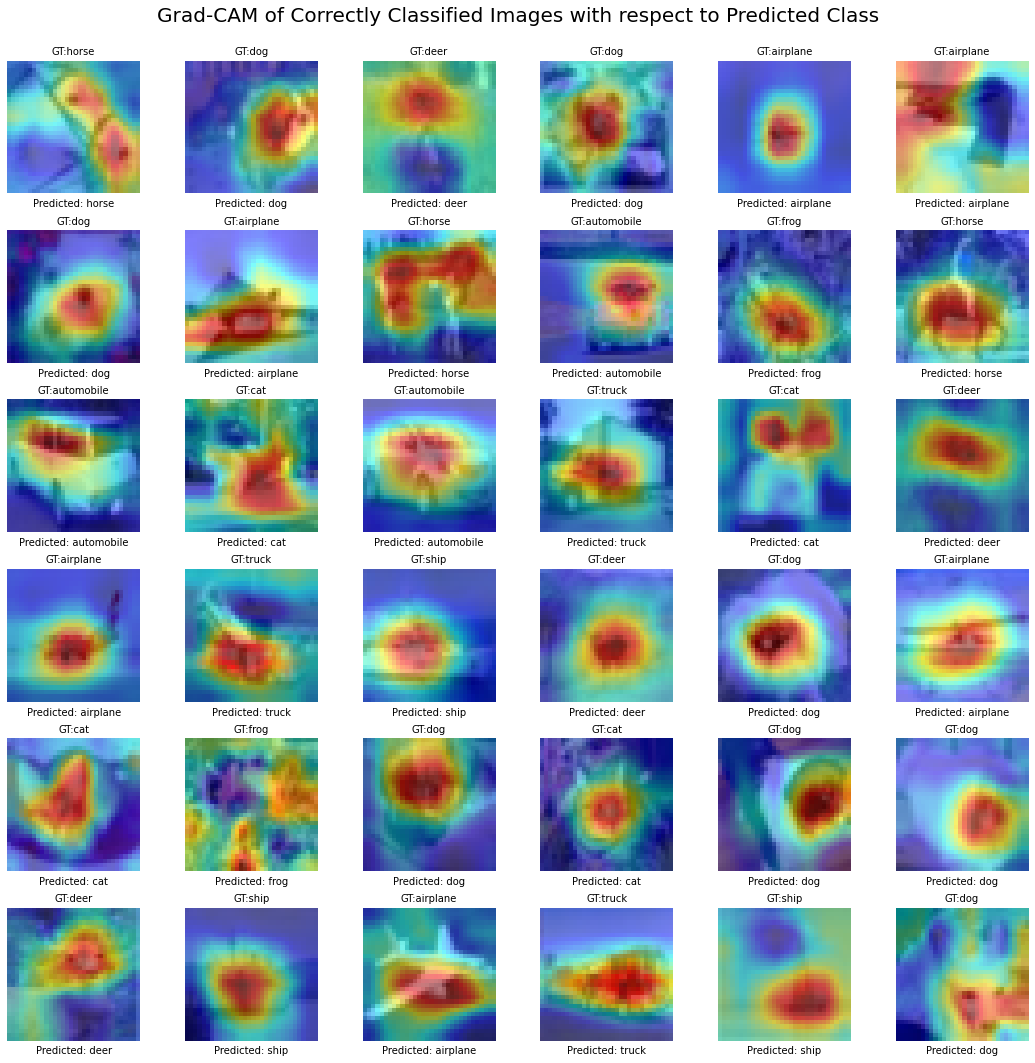 Grad-CAM of Correctly Classified Images with respect to Predicted Class
GT:horse
GT:dog
GT:deer
GT:dog
GT:airplane
GT:airplane
Predicted: horse
Predicted: dog
Predicted: deer
Predicted: dog
Predicted: airplane
Predicted: airplane
GT:dog
GT:airplane
GT:horse
GT:automobile
GT:frog
GT:horse
Predicted: dog
Predicted: airplane
Predicted: horse
Predicted: automobile
Predicted: frog
Predicted: horse
GT:automobile
GT:cat
GT:automobile
GT:truck
GT:cat
GT:deer
Predicted: automobile
Predicted: cat
Predicted: automobile
Predicted: truck
Predicted: cat
Predicted: deer
GT:airplane
GT:truck
GT:ship
GT:deer
GT:dog
GT:airplane
Predicted: airplane
Predicted: truck
Predicted: ship
Predicted: deer
Predicted: dog
Predicted: airplane
GT:cat
GT:frog
GT:dog
GT:cat
GT:dog
GT:dog
Predicted: cat
Predicted: frog
Predicted: dog
Predicted: cat
Predicted: dog
Predicted: dog
GT:deer
GT:ship
GT:airplane
GT:truck
GT:ship
GT:dog
Predicted: deer
Predicted: ship
Predicted: airplane
Predicted: truck
Predicted: ship
Predicted: dog